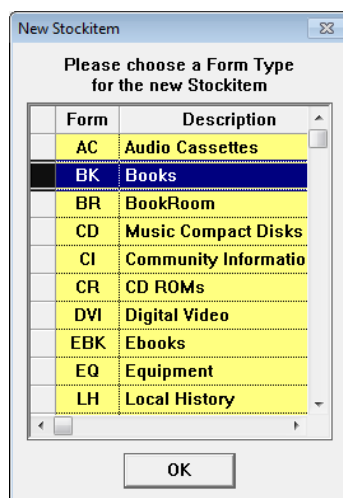 New Stockitem
Please choose a Form Type
for the new Stockitem
Form Description
AC Audio Cassettes
BK Books
BR BookRoom
CD Music Compact Disks
CI Community Informatio
CR CD ROMs
DVI Digital Video
EBK Ebooks
EQ Equipment
LH Local History
OK